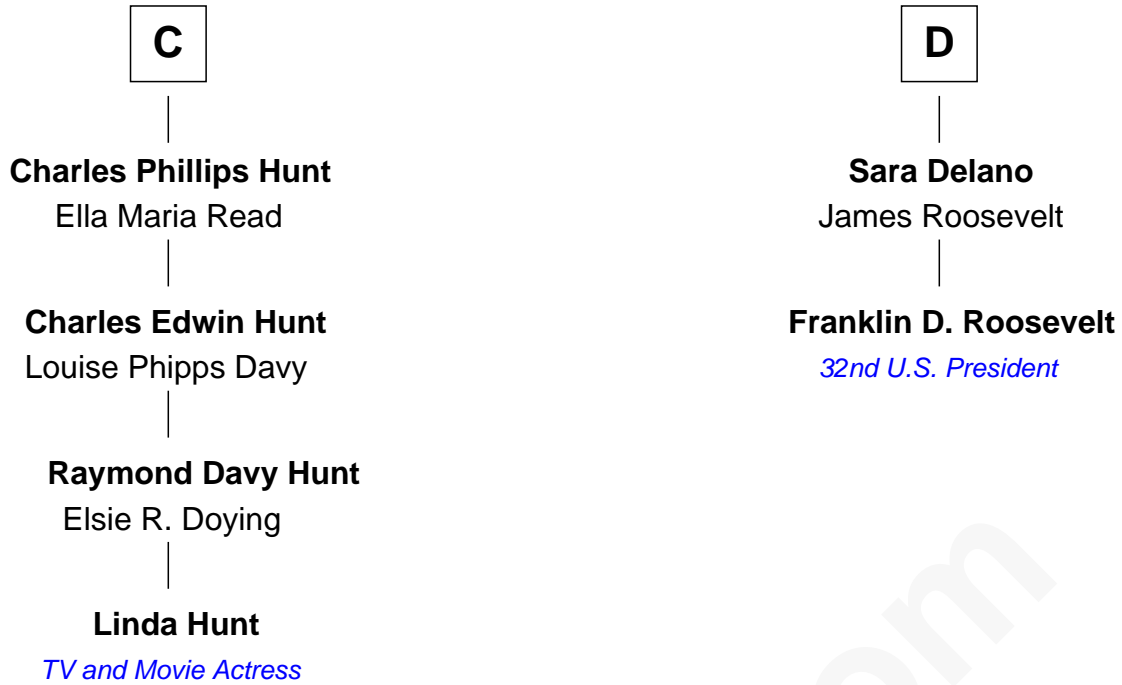 C
Charles Phillips Hunt
Ella Maria Read
Charles Edwin Hunt
Louise Phipps Davy
Raymond Davy Hunt
Elsie R. Doying
Linda Hunt
TV and Movie Actress
D
Sara Delano
James Roosevelt
Franklin D. Roosevelt
32nd U.S. President
om